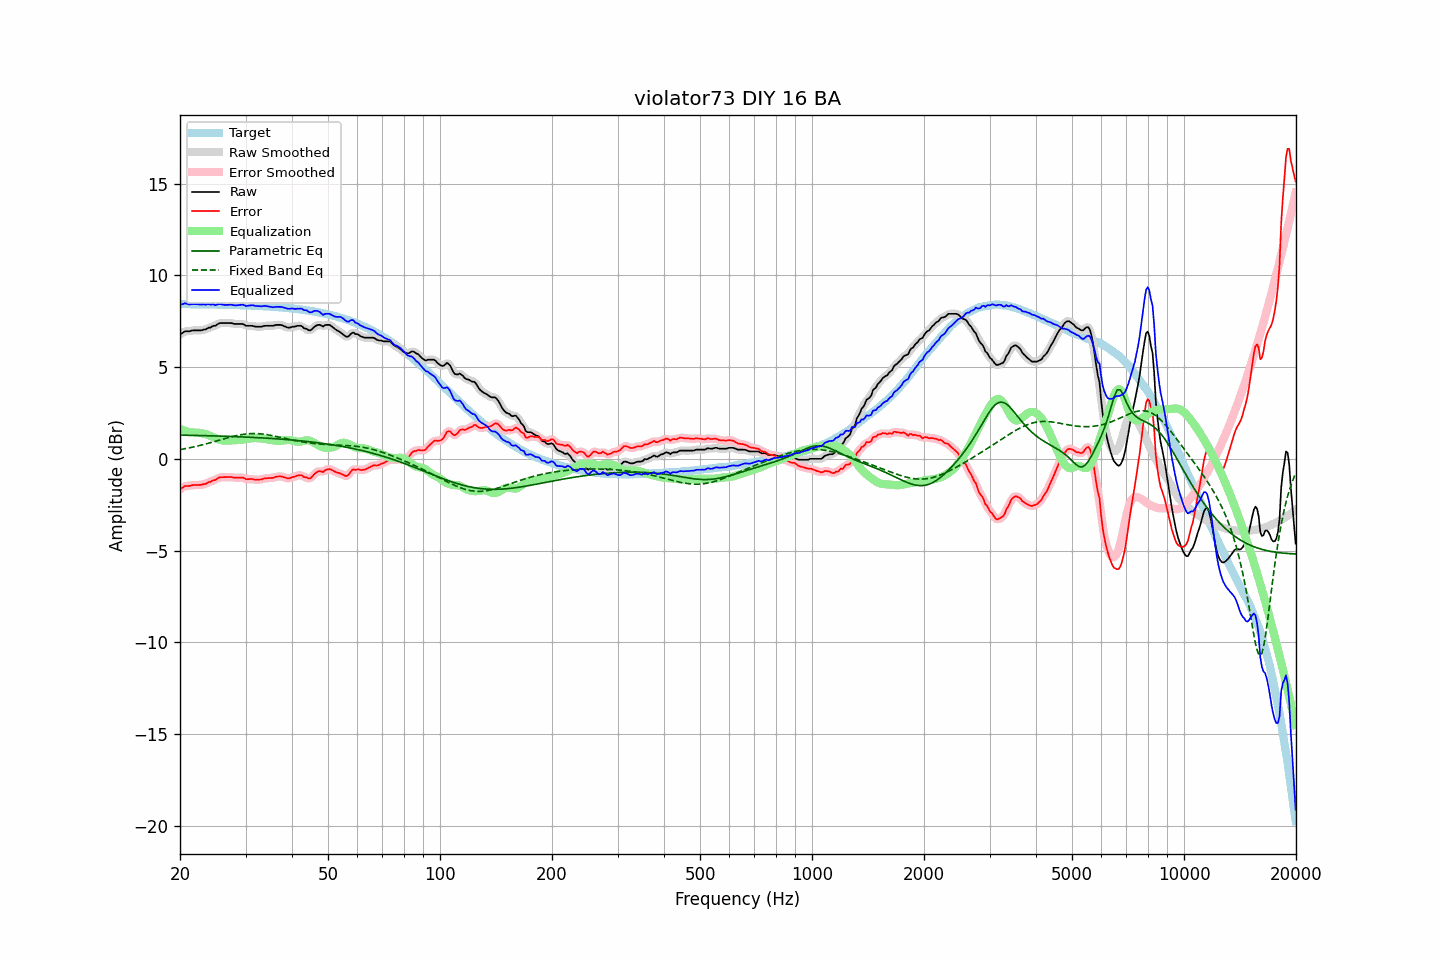 violator73 DIY 16 BA
Target
Raw Smoothed
Error Smoothed
Raw
Error
Equalization
Parametric Eq
Fixed Band Eq
Equalized
15
10
5
0
−5
−10
−15
−20
Amplitude (dBr)
20 50 100 200 500 1000 2000 5000 10000 20000
Frequency (Hz)